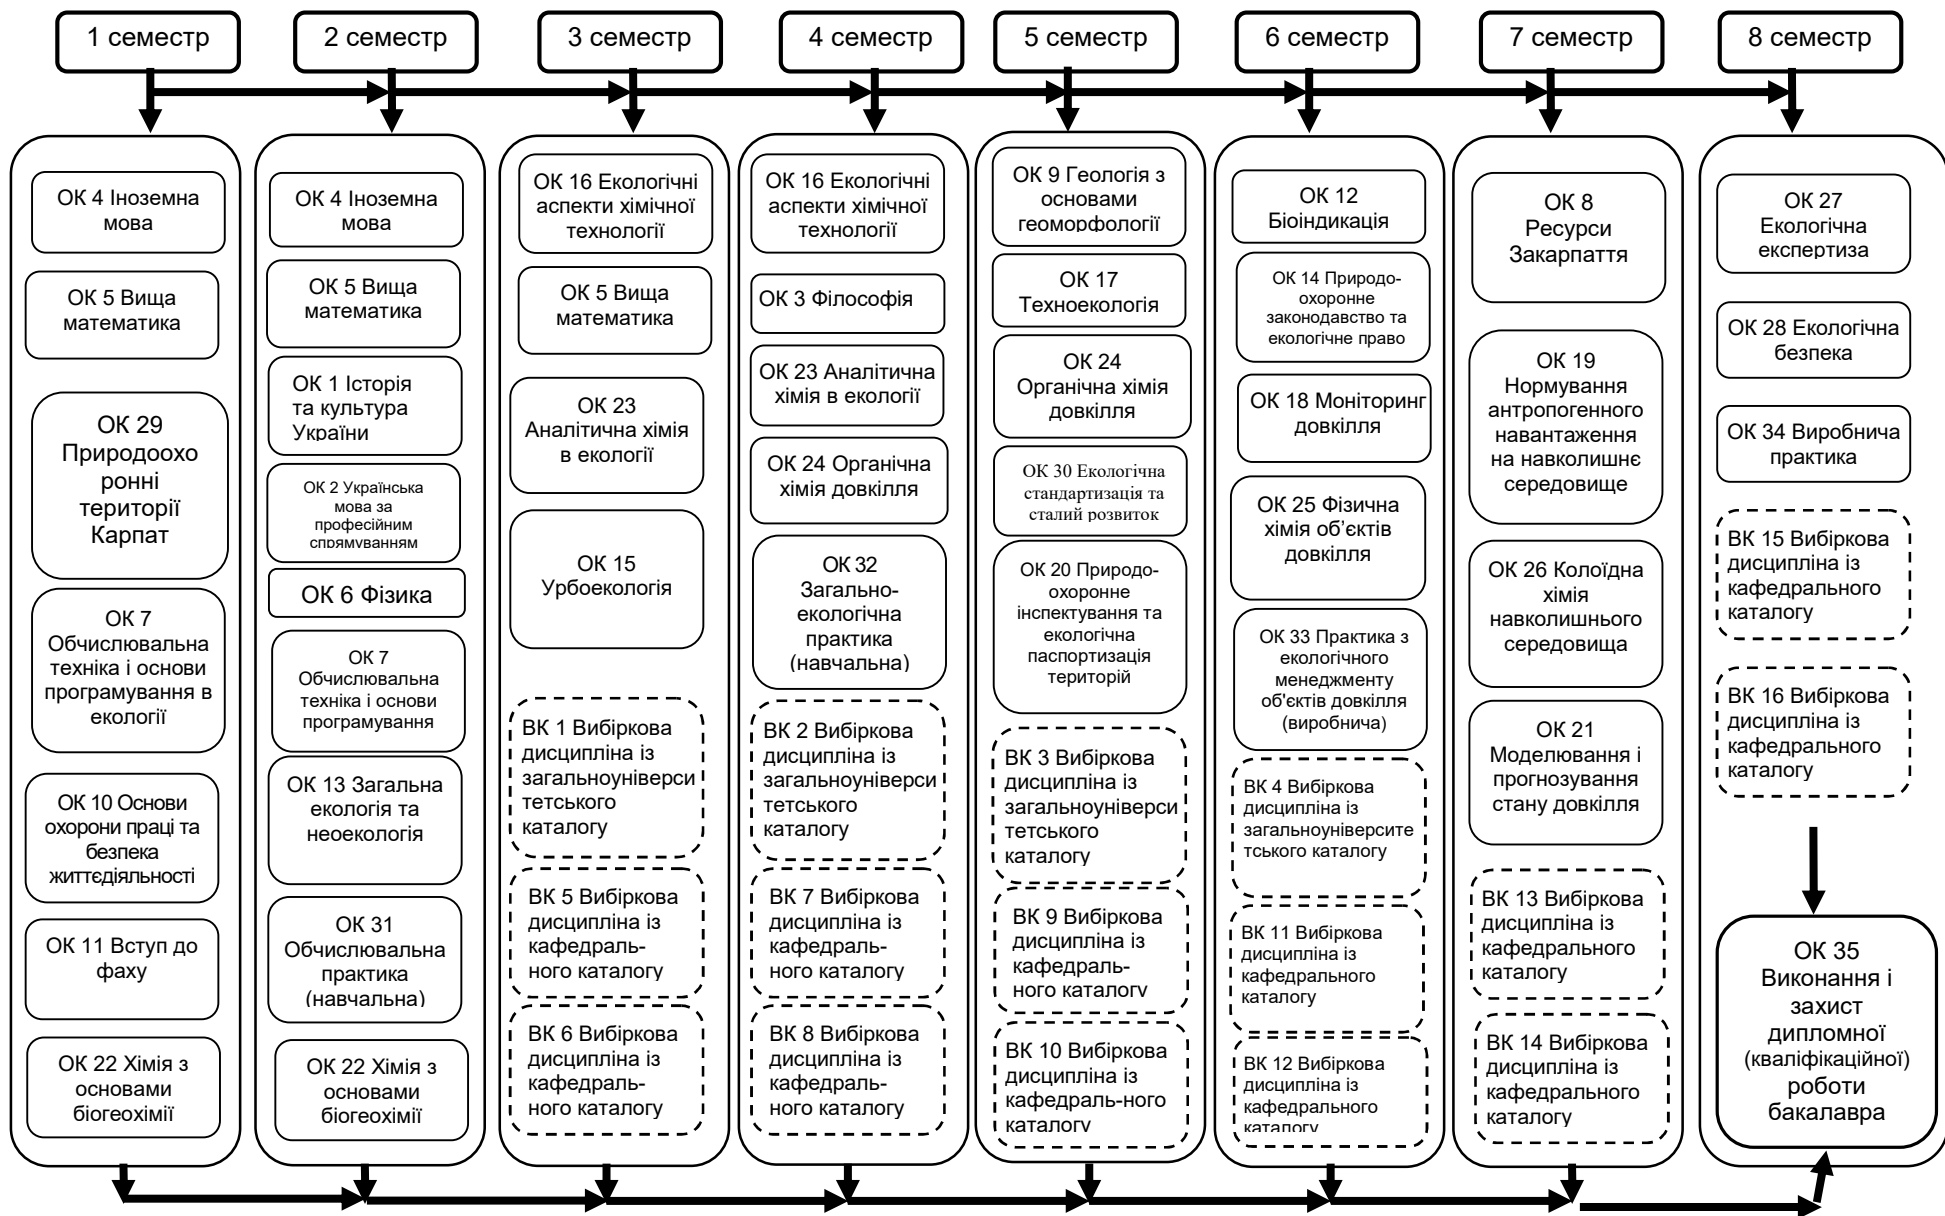 1 семестр
2 семестр
3 семестр
4 семестр
5 семестр
6 семестр
7 семестр
8 семестр
ОК 4 Іноземна
мова
ОК 5 Вища
математика
ОК 29
Природоохо
ронні
території
Карпат
ОК 7
Обчислювальна
техніка і основи
програмування в
екології
ОК 10 Основи
охорони праці та
безпека
життєдіяльності
ОК 11 Вступ до
фаху
ОК 22 Хімія з
основами
біогеохімії
ОК 4 Іноземна
мова
ОК 5 Вища
математика
ОК 1 Історія
та культура
України
ОК 2 Українська
мова за
професійним
спрямуванням
ОК 6 Фізика
ОК 7
Обчислювальна
техніка і основи
програмування
ОК 13 Загальна
екологія та
неоекологія
ОК 31
Обчислювальна
практика
(навчальна)
ОК 22 Хімія з
основами
біогеохімії
ОК 16 Екологічні
аспекти хімічної
технології
ОК 5 Вища
математика
ОК 23
Аналітична хімія
в екології
ОК 15
Урбоекологія
ВК 1 Вибіркова
дисципліна із
загальноуніверси
тетського
каталогу
ВК 5 Вибіркова
дисципліна із
кафедраль-
ного каталогу
ВК 6 Вибіркова
дисципліна із
кафедраль-
ного каталогу
ОК 16 Екологічні
аспекти хімічної
технології
ОК 3 Філософія
ОК 23 Аналітична
хімія в екології
ОК 24 Органічна
хімія довкілля
ОК 32
Загально-
екологічна
практика
(навчальна)
ВК 2 Вибіркова
дисципліна із
загальноуніверси
тетського
каталогу
ВК 7 Вибіркова
дисципліна із
кафедраль-
ного каталогу
ВК 8 Вибіркова
дисципліна із
кафедраль-
ного каталогу
ОК 9 Геологія з
основами
геоморфології
ОК 17
Техноекологія
ОК 24
Органічна хімія
довкілля
ОК 30 Екологічна
стандартизація та
сталий розвиток
ОК 20 Природо-
охоронне
інспектування та
екологічна
паспортизація
територій
ВК 3 Вибіркова
дисципліна із
загальноуніверси
тетського
каталогу
ВК 9 Вибіркова
дисципліна із
кафедраль-
ного каталогу
ВК 10 Вибіркова
дисципліна із
кафедраль-ного
каталогу
ОК 12
Біоіндикація
ОК 14 Природо-
охоронне
законодавство та
екологічне право
ОК 18 Моніторинг
довкілля
ОК 25 Фізична
хімія об’єктів
довкілля
ОК 33 Практика з
екологічного
менеджменту
об'єктів довкілля
(виробнича)
ВК 4 Вибіркова
дисципліна із
загальноуніверсите
тського каталогу
ВК 11 Вибіркова
дисципліна із
кафедрального
каталогу
ВК 12 Вибіркова
дисципліна із
кафедрального
каталогу
ОК 8
Ресурси
Закарпаття
ОК 19
Нормування
антропогенного
навантаження
на навколишнє
середовище
ОК 26 Колоїдна
хімія
навколишнього
середовища
ОК 21
Моделювання і
прогнозування
стану довкілля
ВК 13 Вибіркова
дисципліна із
кафедрального
каталогу
ВК 14 Вибіркова
дисципліна із
кафедрального
каталогу
ОК 27
Екологічна
експертиза
ОК 28 Екологічна
безпека
ОК 34 Виробнича
практика
ВК 15 Вибіркова
дисципліна із
кафедрального
каталогу
ВК 16 Вибіркова
дисципліна із
кафедрального
каталогу
ОК 35
Виконання і
захист
дипломної
(кваліфікаційної)
роботи
бакалавра